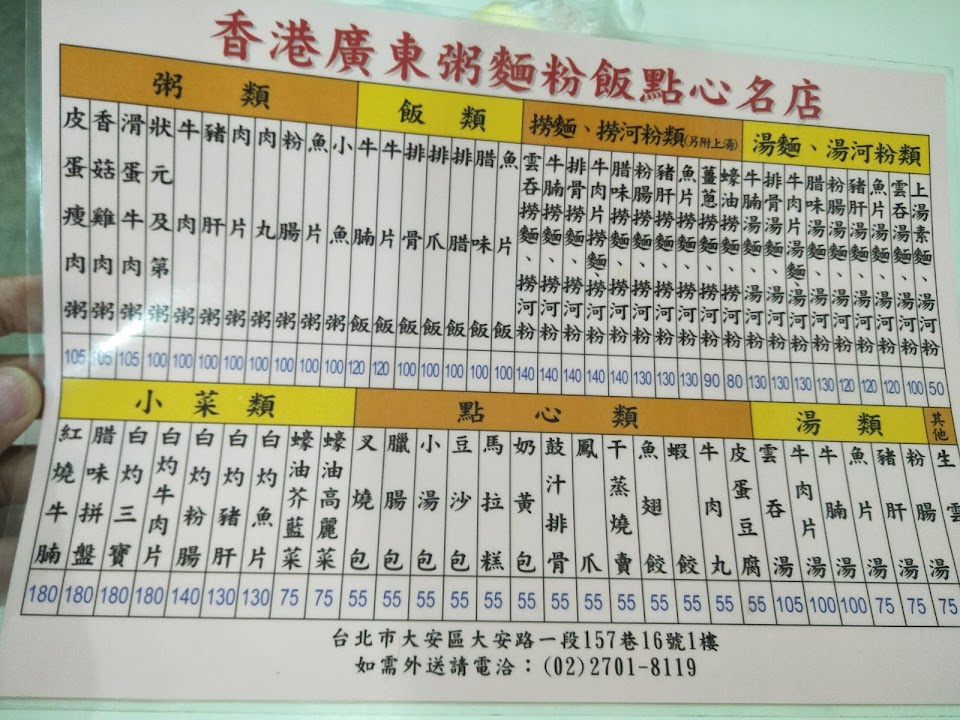 香港廣東粥麵粉飯點心名店
粥類
皮蛋瘦肉粥 105
香菇雞肉粥 105
滑蛋牛肉粥 105
狀元及第粥 100
牛肉粥 100
豬肝粥 100
肉片粥 100
肉丸粥 100
粉腸粥 100
魚片粥 100
小魚粥 100
飯類
牛腩飯 120
牛片飯 120
排骨飯 100
排爪飯 100
排腊飯 100
腊味飯 100
魚片飯 100
撈麵、撈河粉類(另附上湯)
雲吞撈麵、撈河粉 140
牛腩撈麵、撈河粉 140
排骨撈麵、撈河粉 140
牛肉片撈麵、撈河粉 140
腊味撈麵、撈河粉 140
粉腸撈麵、撈河粉 130
豬肝撈麵、撈河粉 130
魚片撈麵、撈河粉 130
薑蔥撈麵、撈河粉 90
蠔油撈麵、撈河粉 80
湯麵、湯河粉類
牛腩湯麵、湯河粉 130
排骨湯麵、湯河粉 130
牛肉片湯麵、湯河粉 130
腊味湯麵、湯河粉 130
粉腸湯麵、湯河粉 120
豬肝湯麵、湯河粉 120
魚片湯麵、湯河粉 120
雲吞湯麵、湯河粉 100
上湯素麵、湯河粉 50
小菜類
紅燒牛腩 180
腊味拼盤 180
白灼三寶 180
白灼牛肉片 180
白灼粉腸 140
白灼豬肝 130
白灼魚片 130
蠔油芥藍菜 75
蠔油高麗菜 75
點心類
叉燒包 55
臘腸包 55
小湯包 55
豆沙包 55
馬拉糕 55
奶黃包 55
鼓汁排骨 55
鳳爪 55
干蒸燒賣 55
魚翅餃 55
蝦餃 55
牛肉丸 55
皮蛋豆腐 55
湯類
雲吞湯 75
牛肉片湯 105
牛腩湯 100
魚片湯 100
豬肝湯 75
粉腸湯 75
其他
生雲 75
台北市大安區大安路一段157巷16號1樓
如需外送請電洽：(02)2701-8119